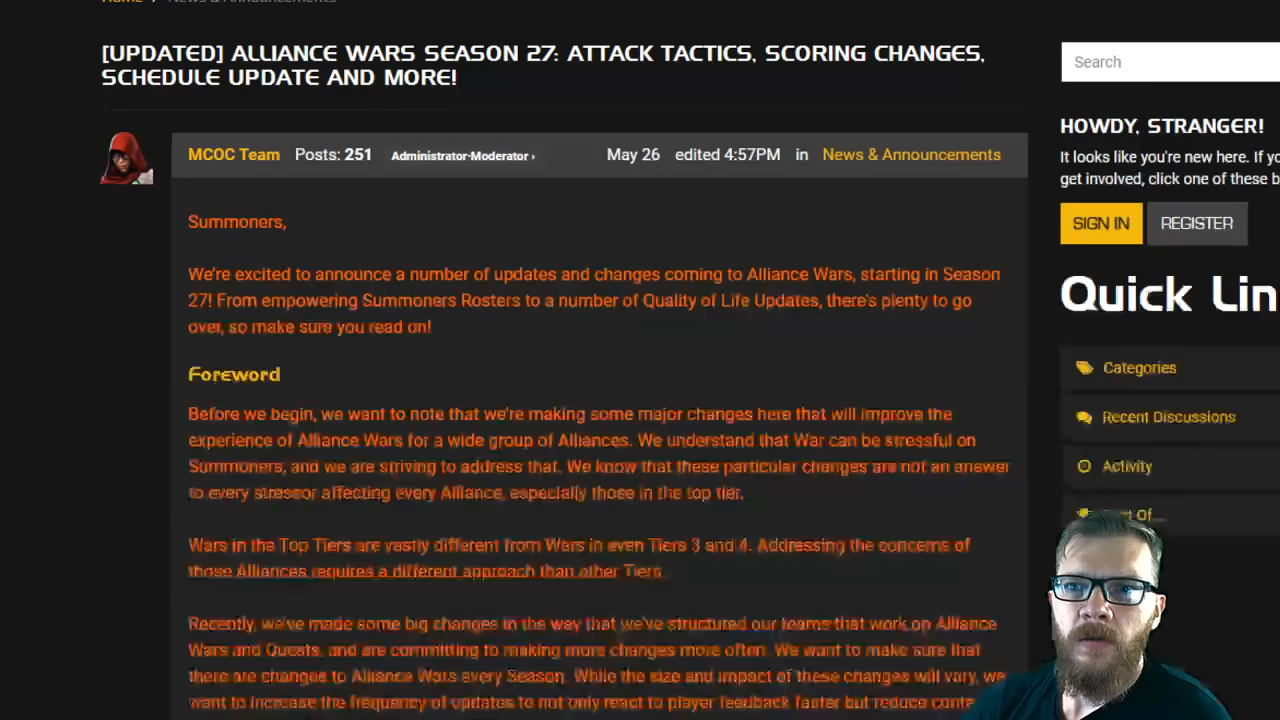 Home / News & Announcements
[UPDATED] ALLIANCE WARS SEASON 27: ATTACK TACTICS, SCORING CHANGES,
SCHEDULE UPDATE AND MORE!
Search
MCOC Team Posts: 251 Administrator-Moderator › May 26 edited 4:57PM in News & Announcements
HOWDY, STRANGER!
It looks like you're new here. If yo
get involved, click one of these b
SIGN IN REGISTER
Summoners,
We're excited to announce a number of updates and changes coming to Alliance Wars, starting in Season
27! From empowering Summoners Rosters to a number of Quality of Life Updates, there's plenty to go
over, so make sure you read on!
Quick Lin
Categories
Recent Discussions
Activity
Of...
Foreword
Before we begin, we want to note that we're making some major changes here that will improve the
experience of Alliance Wars for a wide group of Alliances. We understand that War can be stressful on
Summoners, and we are striving to address that. We know that these particular changes are not an answer
to every stressor affecting every Alliance, especially those in the top tier.
Wars in the Top Tiers are vastly different from Wars in even Tiers 3 and 4. Addressing the concerns of
those Alliances requires a different approach than other Tiers.
Recently, we've made some big changes in the way that we've structured our teams that work on Alliance
Wars and Quests, and are committing to making more changes more often. We want to make sure that
there are changes to Alliance Wars every Season. While the size and impact of these changes will vary, we
want to increase the frequency of updates to not only react to player feedback faster but reduce conte